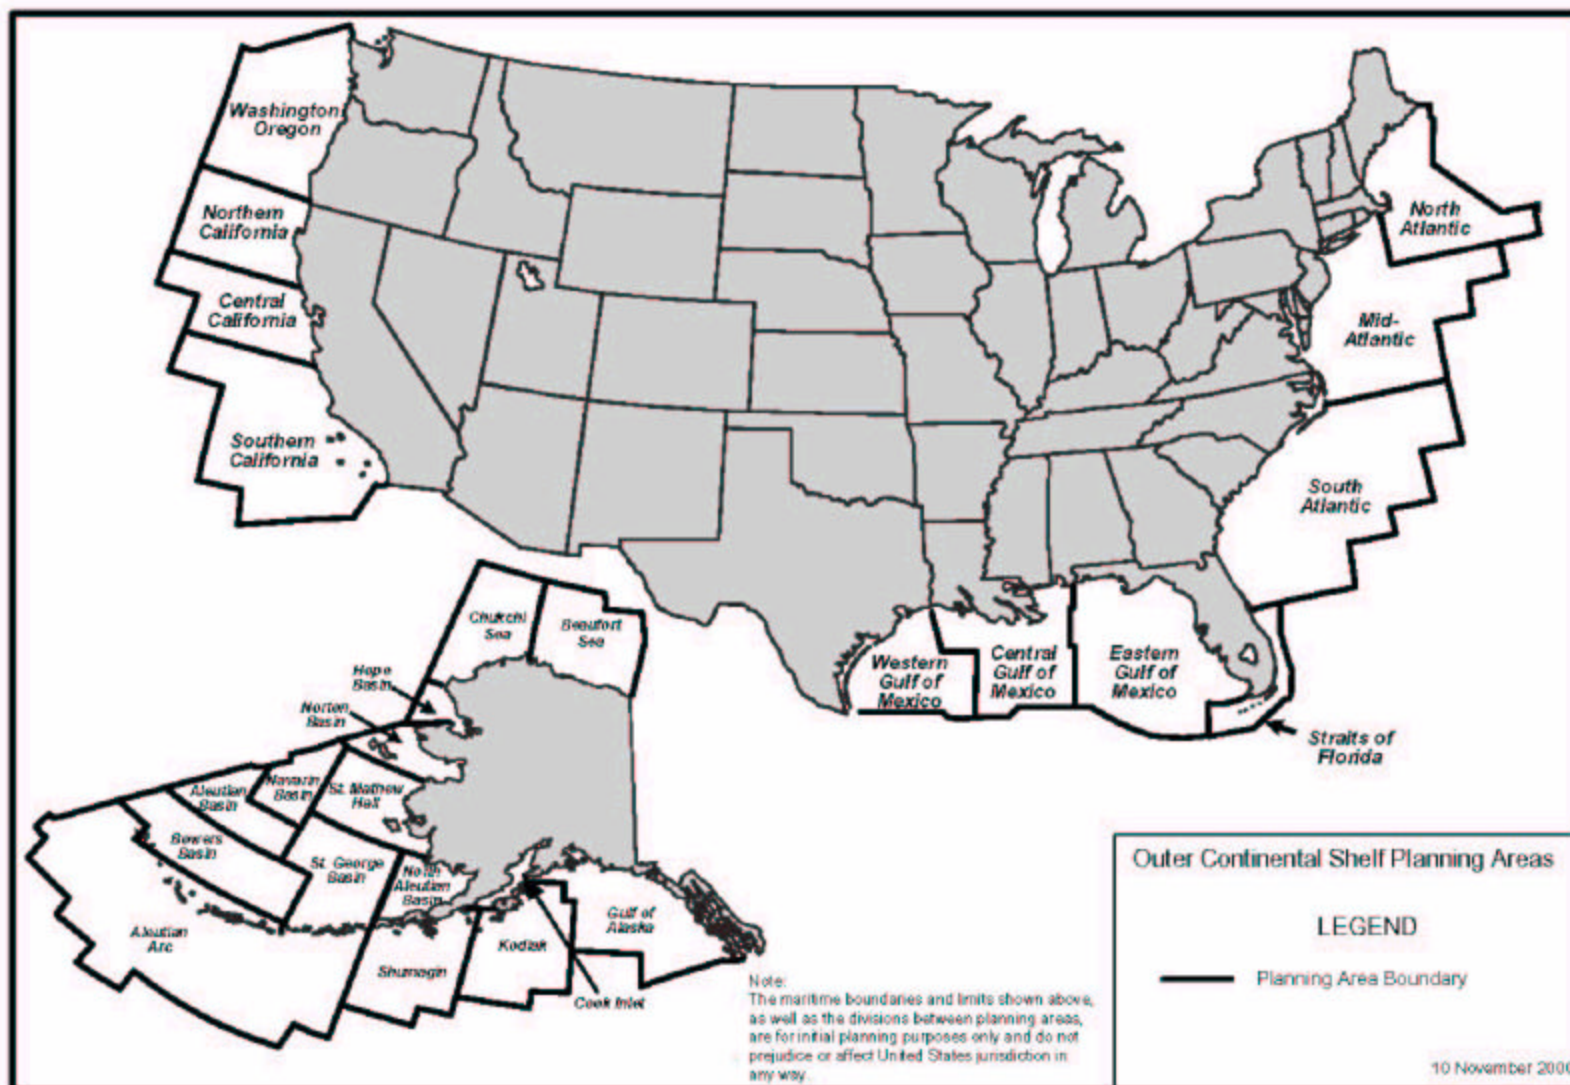 Washington
Oregon
Northern
California
Central
California
Southern
California
North
Atlantic
Mid-
Atlantic
South
Atlantic
Western
Gulf of
Mexico
Central
Gulf of
Mexico
Eastern
Gulf of
Mexico
Straits of
Florida
Chukchi
Sea
Beaufort
Sea
Hope
Basin
Norton
Basin
Navarin
Basin
Aleutian
Basin
St. Mathew
Hall
Bowers
Basin
St. George
Basin
North
Aleutian
Basin
Aleutian
Arc
Shumagin
Kodiak
Gulf of
Alaska
Cook Inlet
Note:
The maritime boundaries and limits shown above,
as well as the divisions between planning areas,
are for initial planning purposes only and do not
prejudice or affect United States jurisdiction in
any way.
Outer Continental Shelf Planning Areas
LEGEND
Planning Area Boundary
10 November